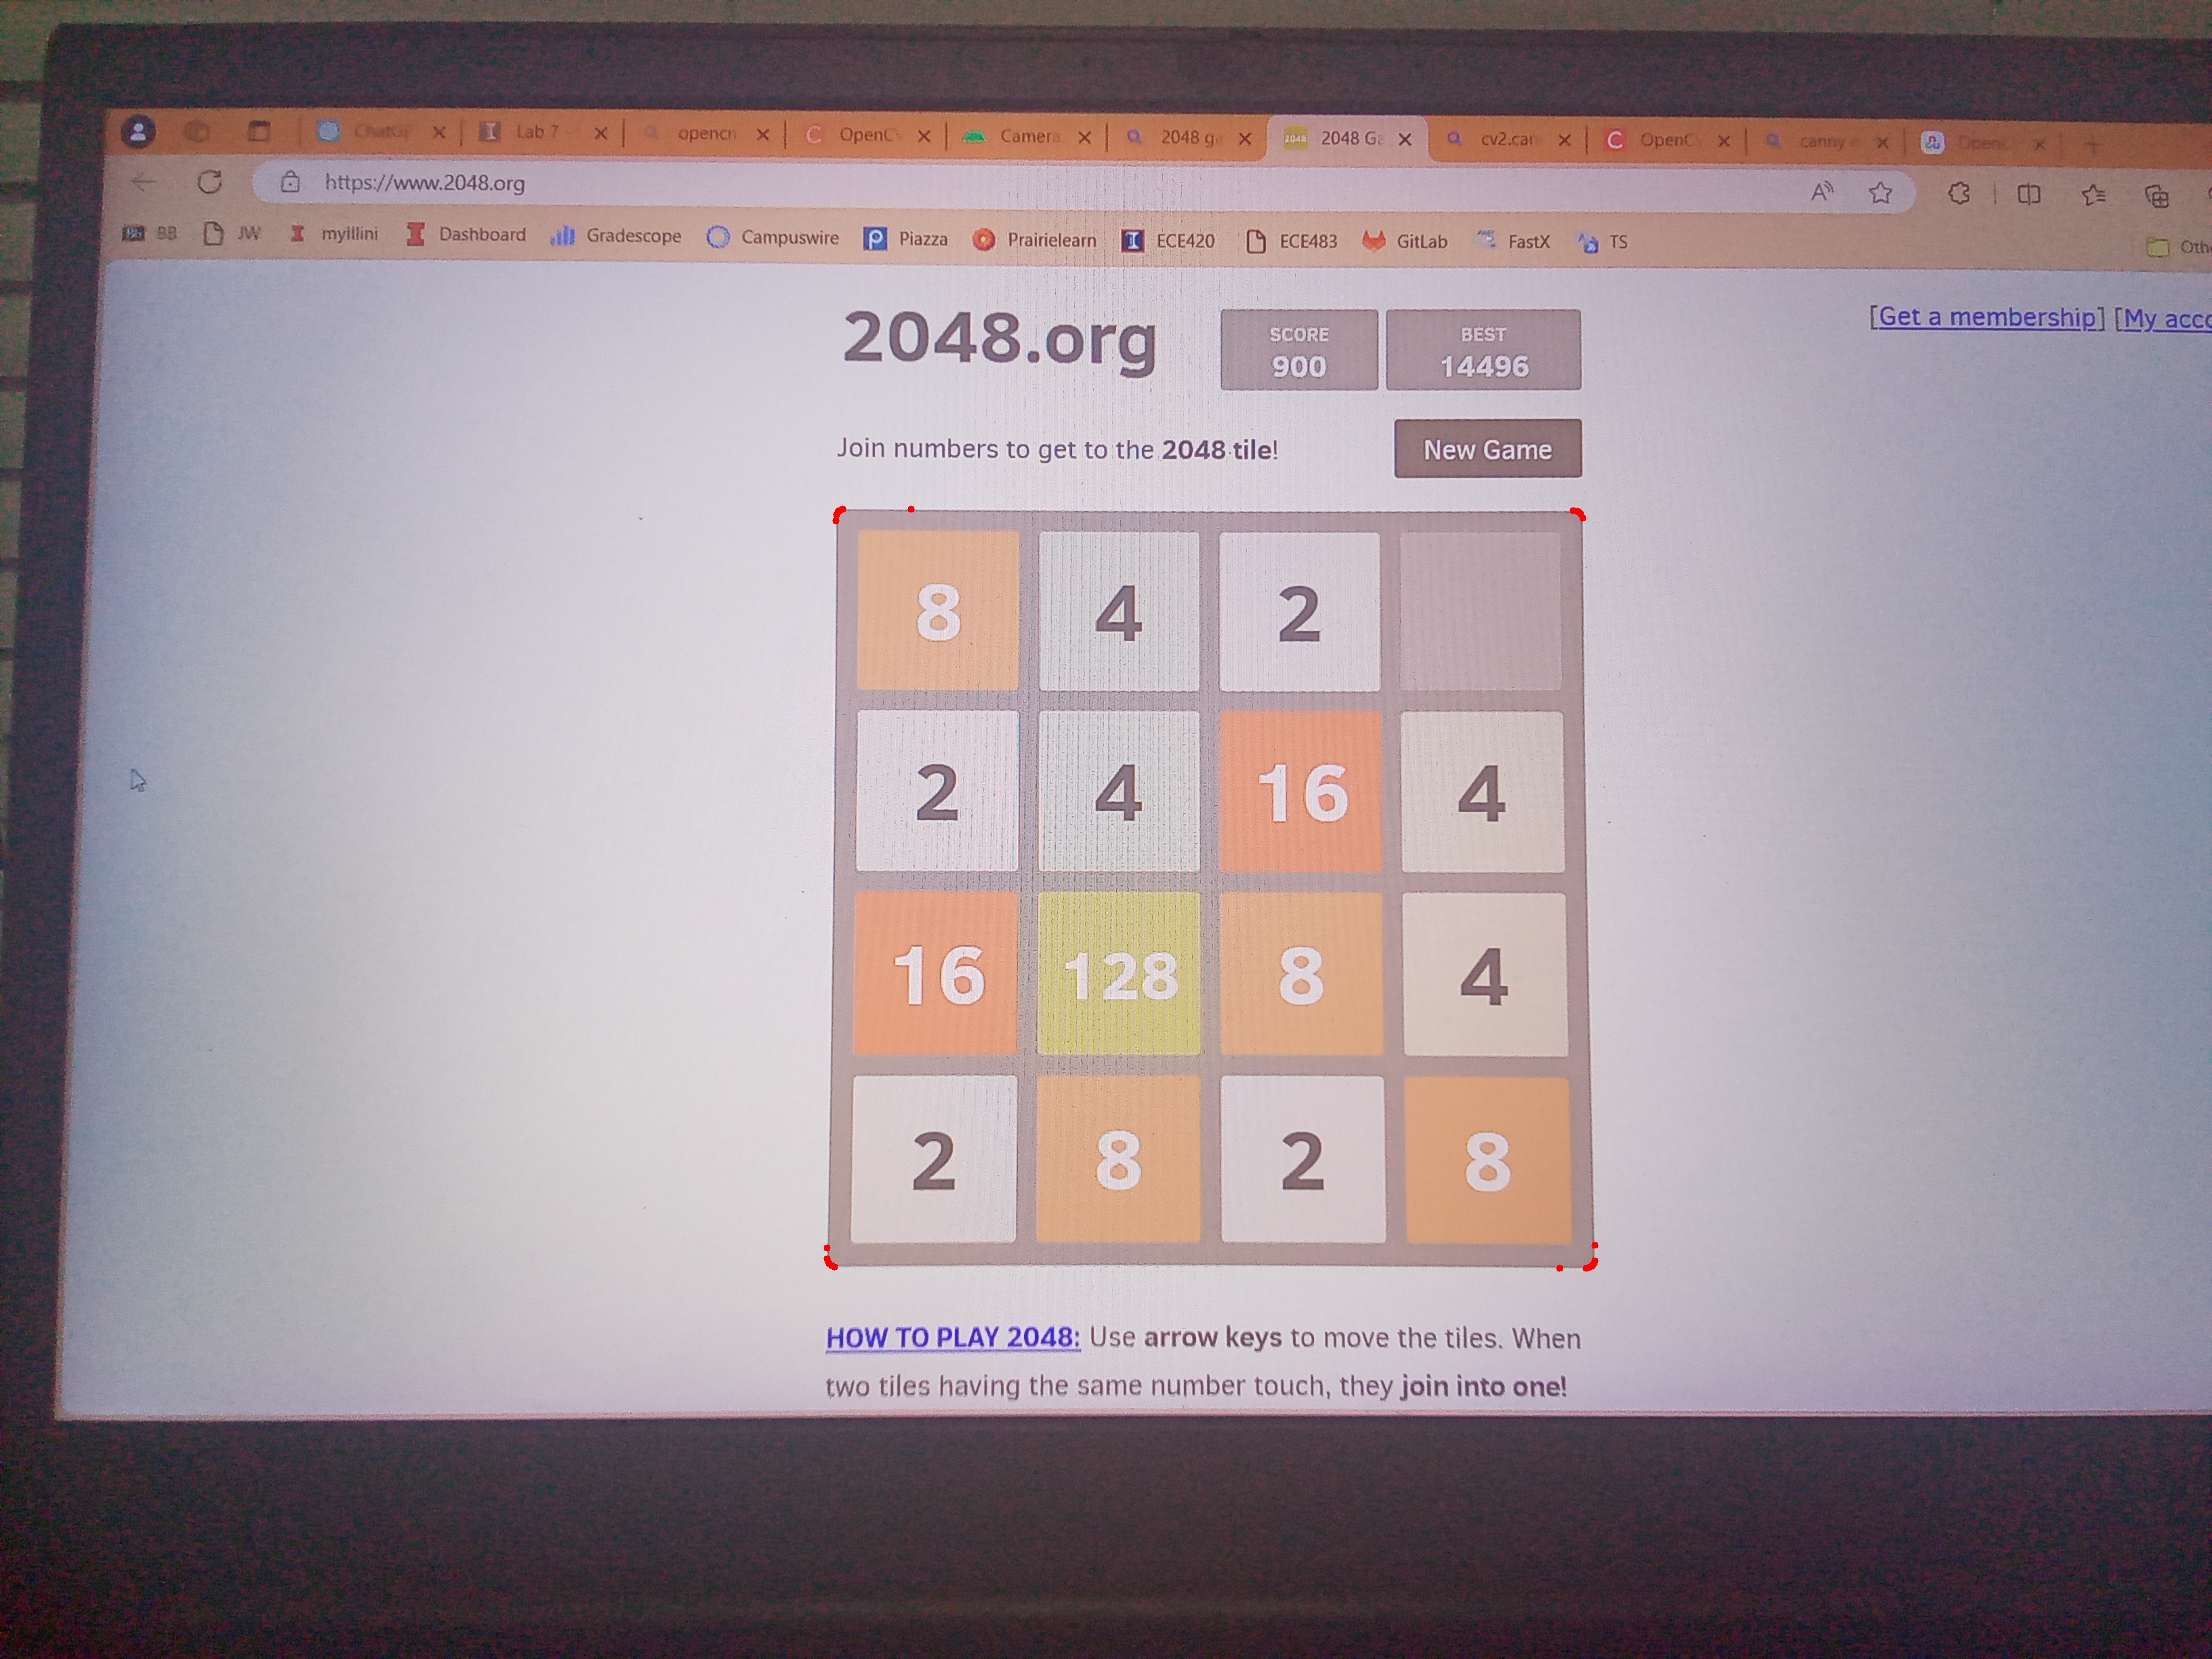 ChatG Lab 7 opencn OpenC Camera 2048 g 2048 Ga cv2.can OpenC canny e OpenC
https://www.2048.org
BB JW myillini Dashboard Gradescope Campuswire Piazza Prairielearn ECE420 ECE483 GitLab FastX TS Oth
2048.org SCORE BEST [Get a membership] [My acco
900 14496
Join numbers to get to the 2048 tile! New Game
8 4 2
2 4 16 4
16 128 8 4
2 8 2 8
HOW TO PLAY 2048: Use arrow keys to move the tiles. When
two tiles having the same number touch, they join into one!